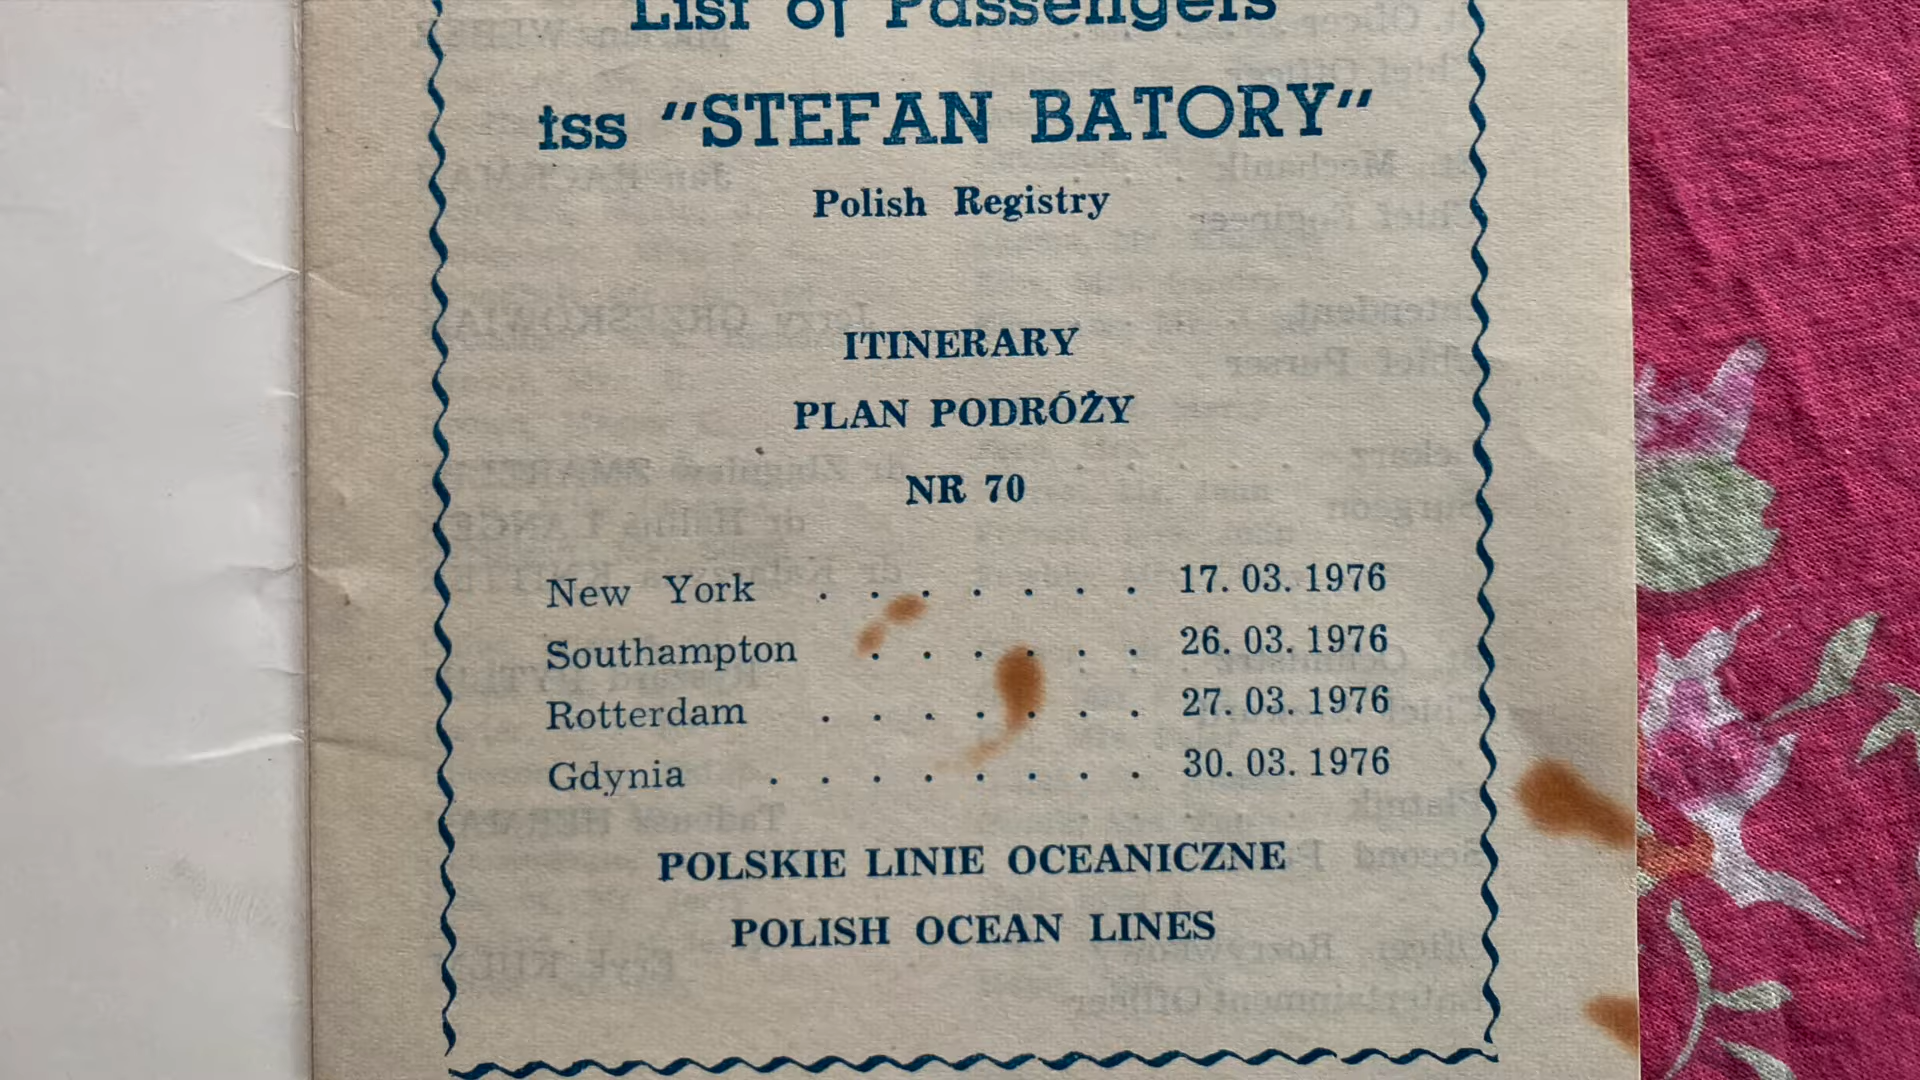 List of Passengers
tss "STEFAN BATORY"
Polish Registry
ITINERARY
PLAN PODRÓŻY
NR 70
New York . . . . . . . 17. 03. 1976
Southampton . . . . . . 26. 03. 1976
Rotterdam . . . . . . . 27. 03. 1976
Gdynia . . . . . . . . 30. 03. 1976
POLSKIE LINIE OCEANICZNE
POLISH OCEAN LINES